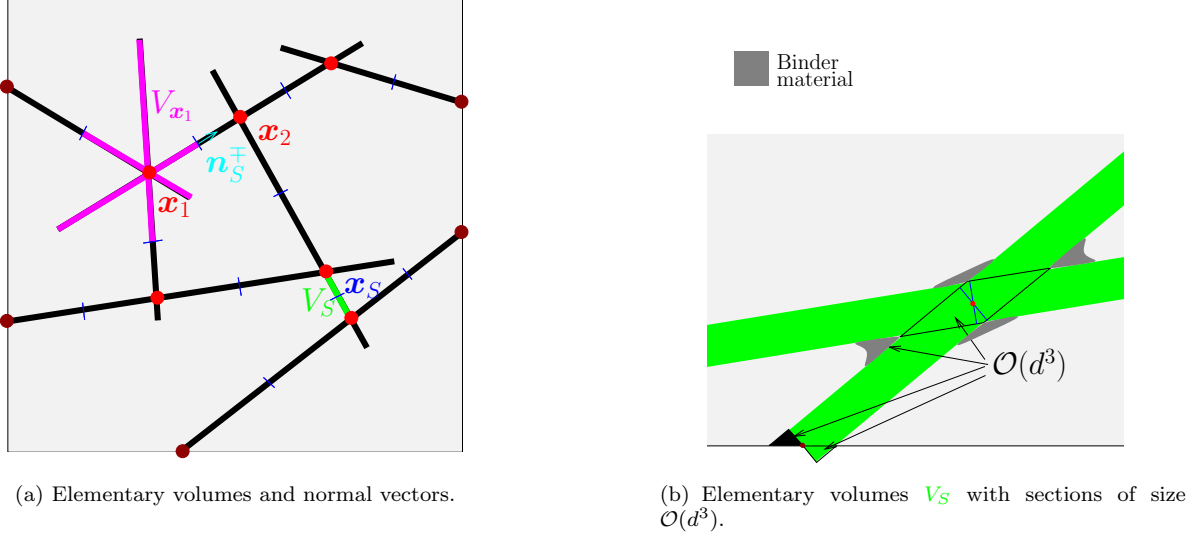 V_{x_1}
x_2
n_S^∓
x_1
V_S
x_S
(a) Elementary volumes and normal vectors.
Binder
material
O(d^3)
(b) Elementary volumes V_S with sections of size
O(d^3).